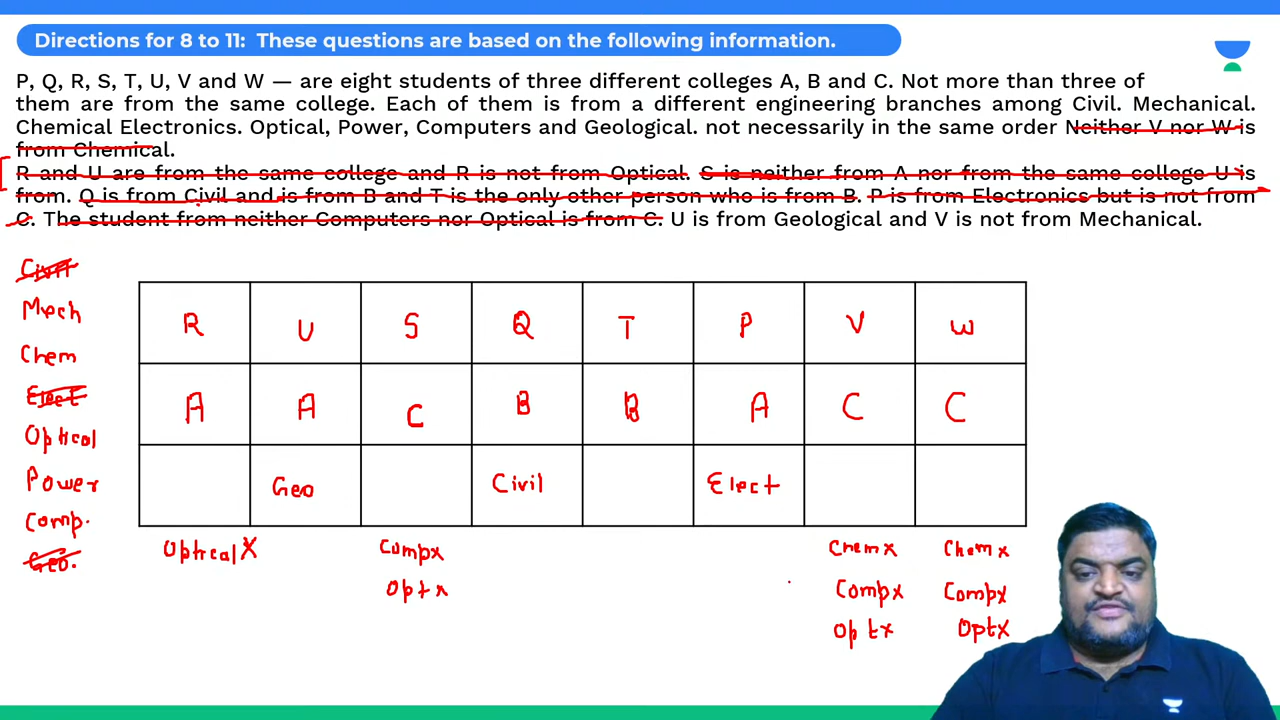 Directions for 8 to 11: These questions are based on the following information.
P, Q, R, S, T, U, V and W — are eight students of three different colleges A, B and C. Not more than three of
them are from the same college. Each of them is from a different engineering branches among Civil. Mechanical.
Chemical Electronics. Optical, Power, Computers and Geological. not necessarily in the same order Neither V nor W is
from Chemical.
R and U are from the same college and R is not from Optical. S is neither from A nor from the same college U is
from. Q is from Civil and is from B and T is the only other person who is from B. P is from Electronics but is not from
C. The student from neither Computers nor Optical is from C. U is from Geological and V is not from Mechanical.
Civil
Mech
Chem
Elect
Optical
Power
Comp.
Geo.
R U S Q T P V W
A A C B B A C C
Geo Civil Elect
Optical X Comp x Chem x Chem x
Opt x Comp x Comp x
Opt x Opt x